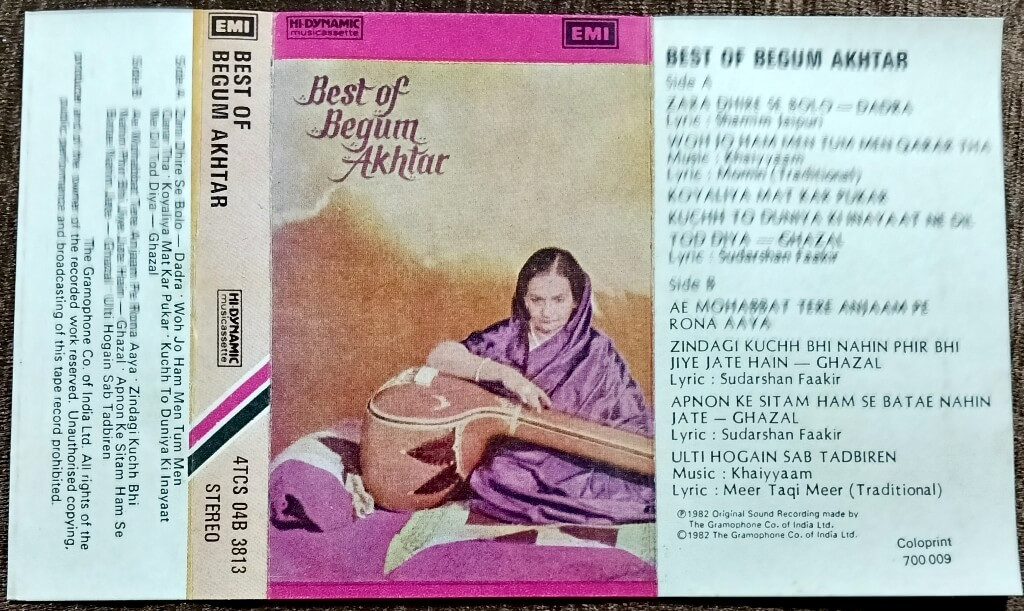 Side A Zara Dhire Se Bolo — Dadra · Woh Jo Ham Men Tum Men
Qarar Tha · Koyaliya Mat Kar Pukar · Kuchh To Duniya Ki Inayaat
Ne Dil Tod Diya — Ghazal
Side B Ae Mohabbat Tere Anjaam Pe Rona Aaya · Zindagi Kuchh Bhi
Nahin Phir Bhi Jiye Jate Hain — Ghazal · Apnon Ke Sitam Ham Se
Batae Nahin Jate — Ghazal · Ulti Hogain Sab Tadbiren
The Gramophone Co. of India Ltd. All rights of the
producer and of the owner of the recorded work reserved. Unauthorised copying,
public performance and broadcasting of this tape record prohibited.
EMI
BEST OF
BEGUM AKHTAR
HI-DYNAMIC
musicassette
4TCS 04B 3813
STEREO
HI-DYNAMIC
musicassette
EMI
Best of
Begum
Akhtar
BEST OF BEGUM AKHTAR
Side A
ZARA DHIRE SE BOLO — DADRA
Lyric : Shamim Jaipuri
WOH JO HAM MEN TUM MEN QARAR THA
Music : Khaiyyaam
Lyric : Momin (Traditional)
KOYALIYA MAT KAR PUKAR
KUCHH TO DUNIYA KI INAYAAT NE DIL
TOD DIYA — GHAZAL
Lyric : Sudarshan Faakir
Side B
AE MOHABBAT TERE ANJAAM PE
RONA AAYA
ZINDAGI KUCHH BHI NAHIN PHIR BHI
JIYE JATE HAIN — GHAZAL
Lyric : Sudarshan Faakir
APNON KE SITAM HAM SE BATAE NAHIN
JATE — GHAZAL
Lyric : Sudarshan Faakir
ULTI HOGAIN SAB TADBIREN
Music : Khaiyyaam
Lyric : Meer Taqi Meer (Traditional)
℗1982 Original Sound Recording made by
The Gramophone Co. of India Ltd.
©1982 The Gramophone Co. of India Ltd.
Coloprint
700 009